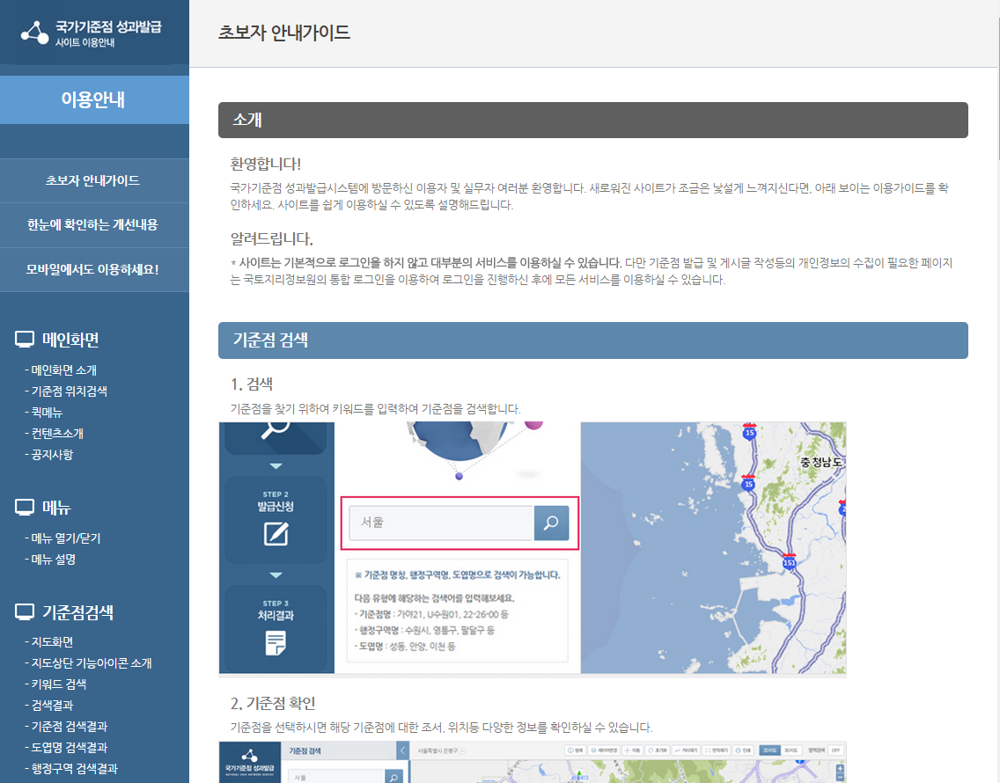 국가기준점 성과발급
사이트 이용안내
이용안내
초보자 안내가이드
한눈에 확인하는 개선내용
모바일에서도 이용하세요!
메인화면
- 메인화면 소개
- 기준점 위치검색
- 퀵메뉴
- 컨텐츠소개
- 공지사항
메뉴
- 메뉴 열기/닫기
- 메뉴 설명
기준점검색
- 지도화면
- 지도상단 기능아이콘 소개
- 키워드 검색
- 검색결과
- 기준점 검색결과
- 도엽명 검색결과
- 행정구역 검색결과
초보자 안내가이드
소개
환영합니다!
국가기준점 성과발급시스템에 방문하신 이용자 및 실무자 여러분 환영합니다. 새로워진 사이트가 조금은 낯설게 느껴지신다면, 아래 보이는 이용가이드를 확
인하세요. 사이트를 쉽게 이용하실 수 있도록 설명해드립니다.
알려드립니다.
* 사이트는 기본적으로 로그인을 하지 않고 대부분의 서비스를 이용하실 수 있습니다. 다만 기준점 발급 및 게시글 작성등의 개인정보의 수집이 필요한 페이지
는 국토지리정보원의 통합 로그인을 이용하여 로그인을 진행하신 후에 모든 서비스를 이용하실 수 있습니다.
기준점 검색
1. 검색
기준점을 찾기 위하여 키워드를 입력하여 기준점을 검색합니다.
STEP 2
발급신청
STEP 3
처리결과
서울
※ 기준점 명칭, 행정구역명, 도엽명으로 검색이 가능합니다.
다음 유형에 해당하는 검색어를 입력해보세요.
- 기준점명 : 가야21, U수원01, 22-26-00 등
- 행정구역명 : 수원시, 영통구, 팔달구 등
- 도엽명 : 성동, 안양, 이천 등
15
충청남도
15
151
2. 기준점 확인
기준점을 선택하시면 해당 기준점에 대한 조서, 위치등 다양한 정보를 확인하실 수 있습니다.
국가기준점 성과발급
기준점 검색
서울
서울특별시 은평구
초기화
거리재기
면적재기
인쇄
2D지도
3D지도
영역검색
OFF